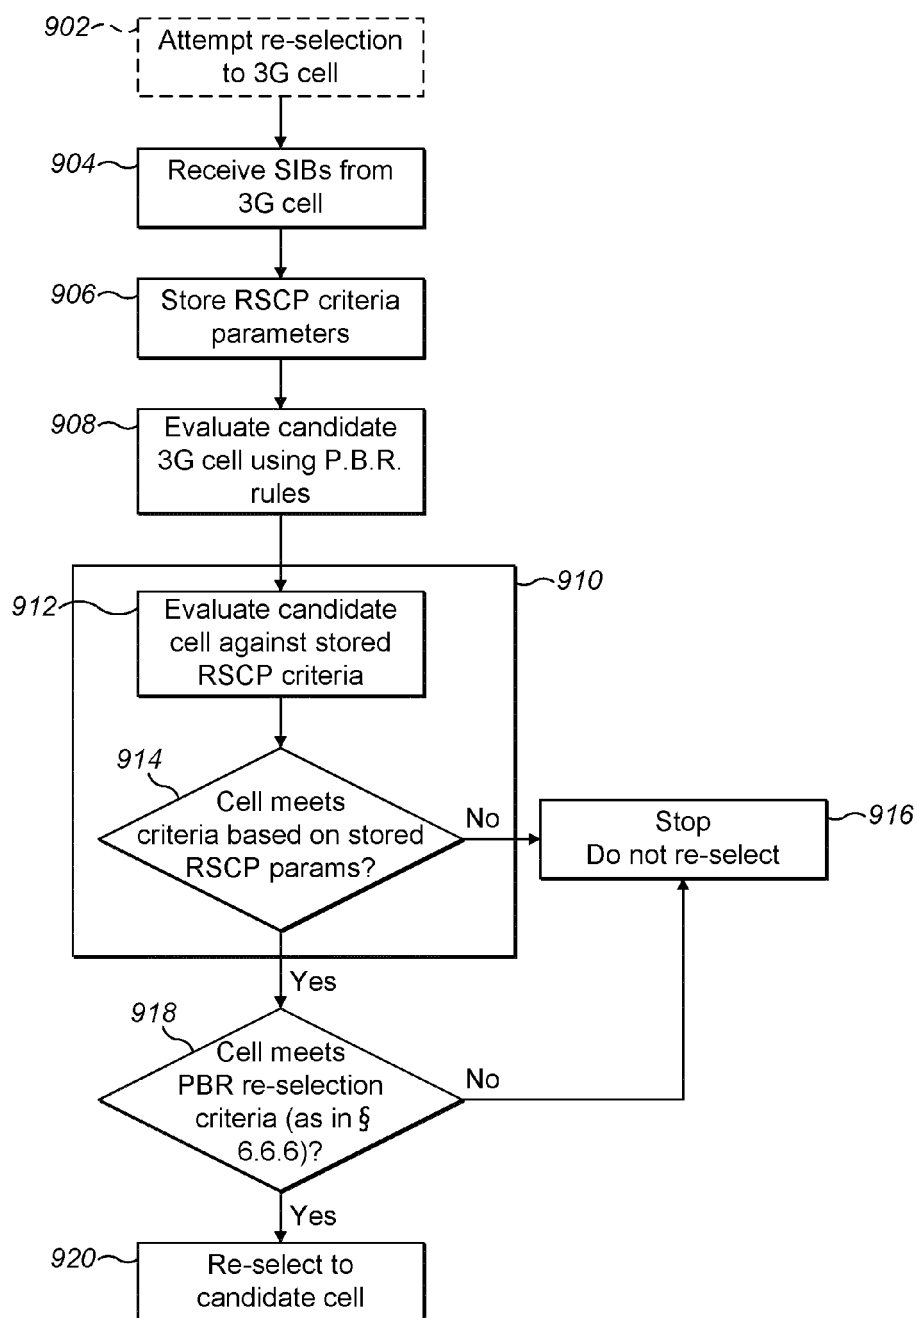 902
Attempt re-selection
to 3G cell
904
Receive SIBs from
3G cell
906
Store RSCP criteria
parameters
908
Evaluate candidate
3G cell using P.B.R.
rules
910
912
Evaluate candidate
cell against stored
RSCP criteria
914
Cell meets
criteria based on stored
RSCP params?
No
Stop
Do not re-select
916
Yes
918
Cell meets
PBR re-selection
criteria (as in §
6.6.6)?
No
Yes
920
Re-select to
candidate cell